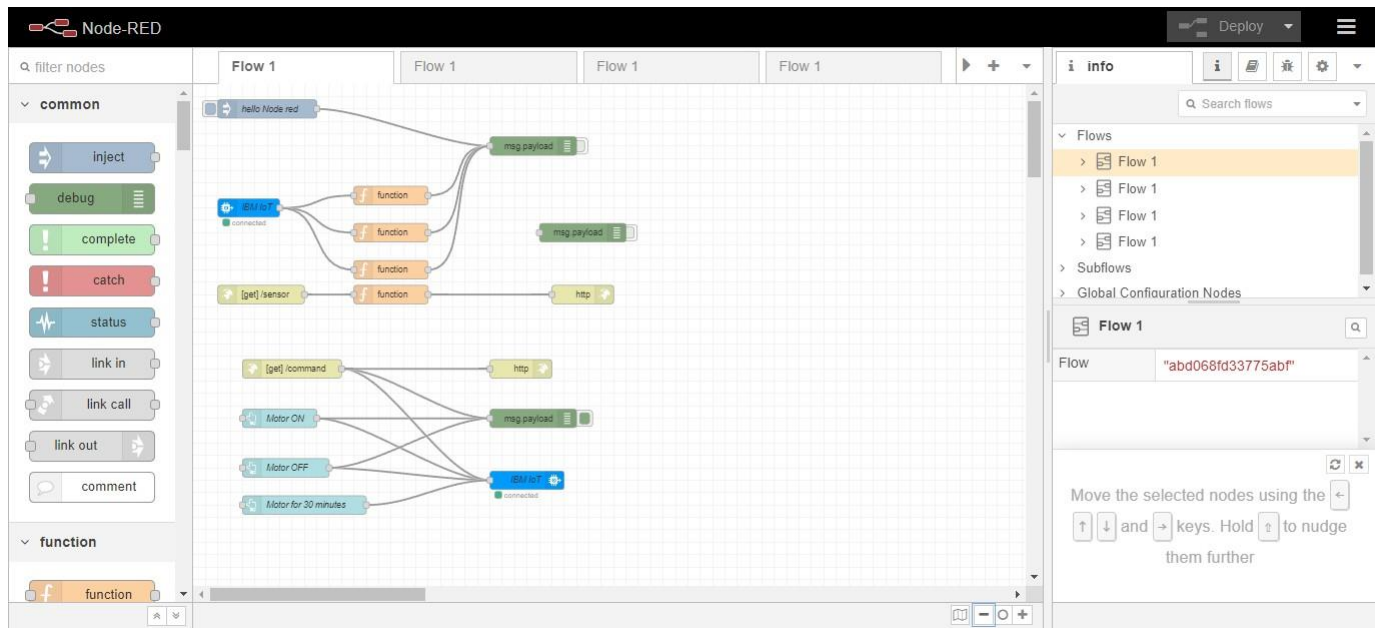 Node-RED
Deploy
filter nodes
Flow 1
Flow 1
Flow 1
Flow 1
i info
i
common
inject
debug
complete
catch
status
link in
link call
link out
comment
function
function
hello Node red
msg.payload
IBM IoT
connected
function
function
function
msg.payload
[get] /sensor
function
http
[get] /command
http
Motor ON
msg.payload
Motor OFF
IBM IoT
connected
Motor for 30 minutes
Search flows
Flows
Flow 1
Flow 1
Flow 1
Flow 1
Subflows
Global Configuration Nodes
Flow 1
Flow "abd068fd33775abf"
Move the selected nodes using the ←
↑ ↓ and → keys. Hold ⇧ to nudge
them further